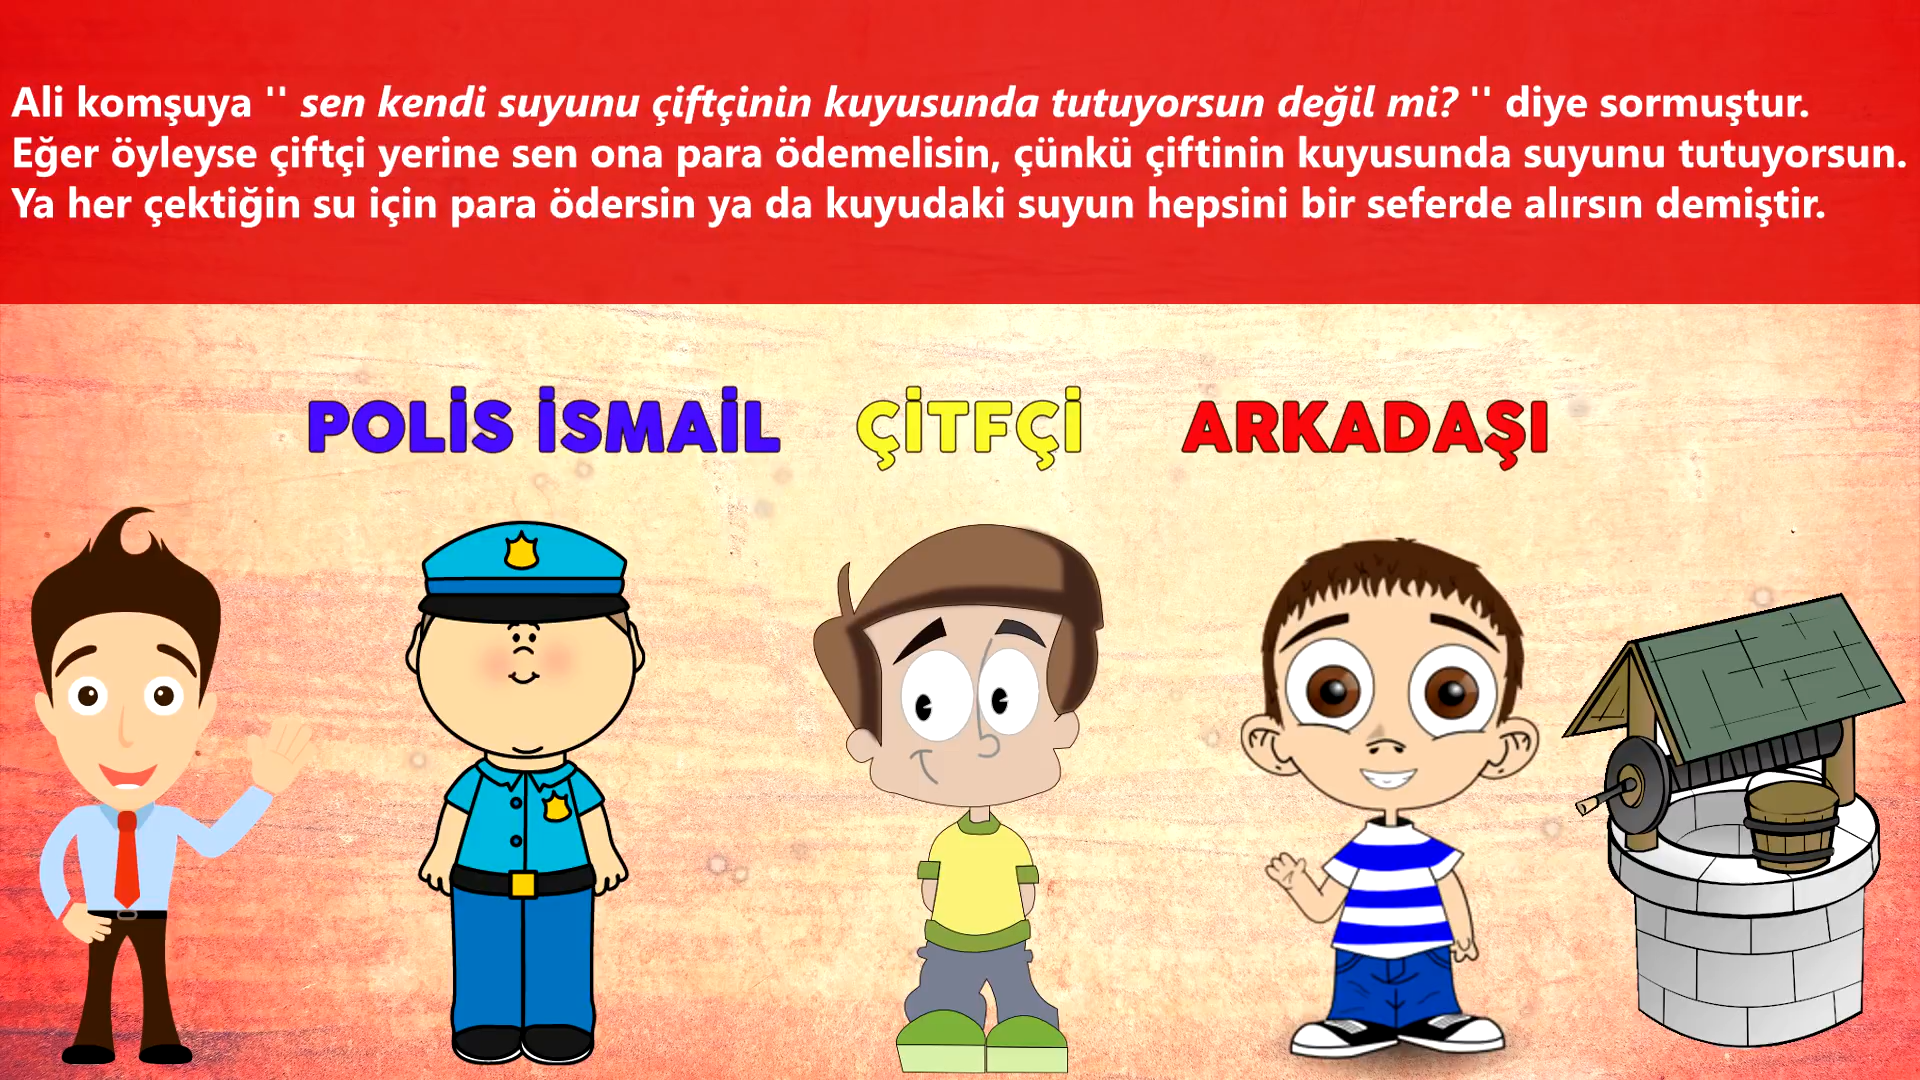 Ali komşuya '' sen kendi suyunu çiftçinin kuyusunda tutuyorsun değil mi? '' diye sormuştur.
Eğer öyleyse çiftçi yerine sen ona para ödemelisin, çünkü çiftinin kuyusunda suyunu tutuyorsun.
Ya her çektiğin su için para ödersin ya da kuyudaki suyun hepsini bir seferde alırsın demiştir.
POLİS İSMAİL ÇİTFÇİ ARKADAŞI